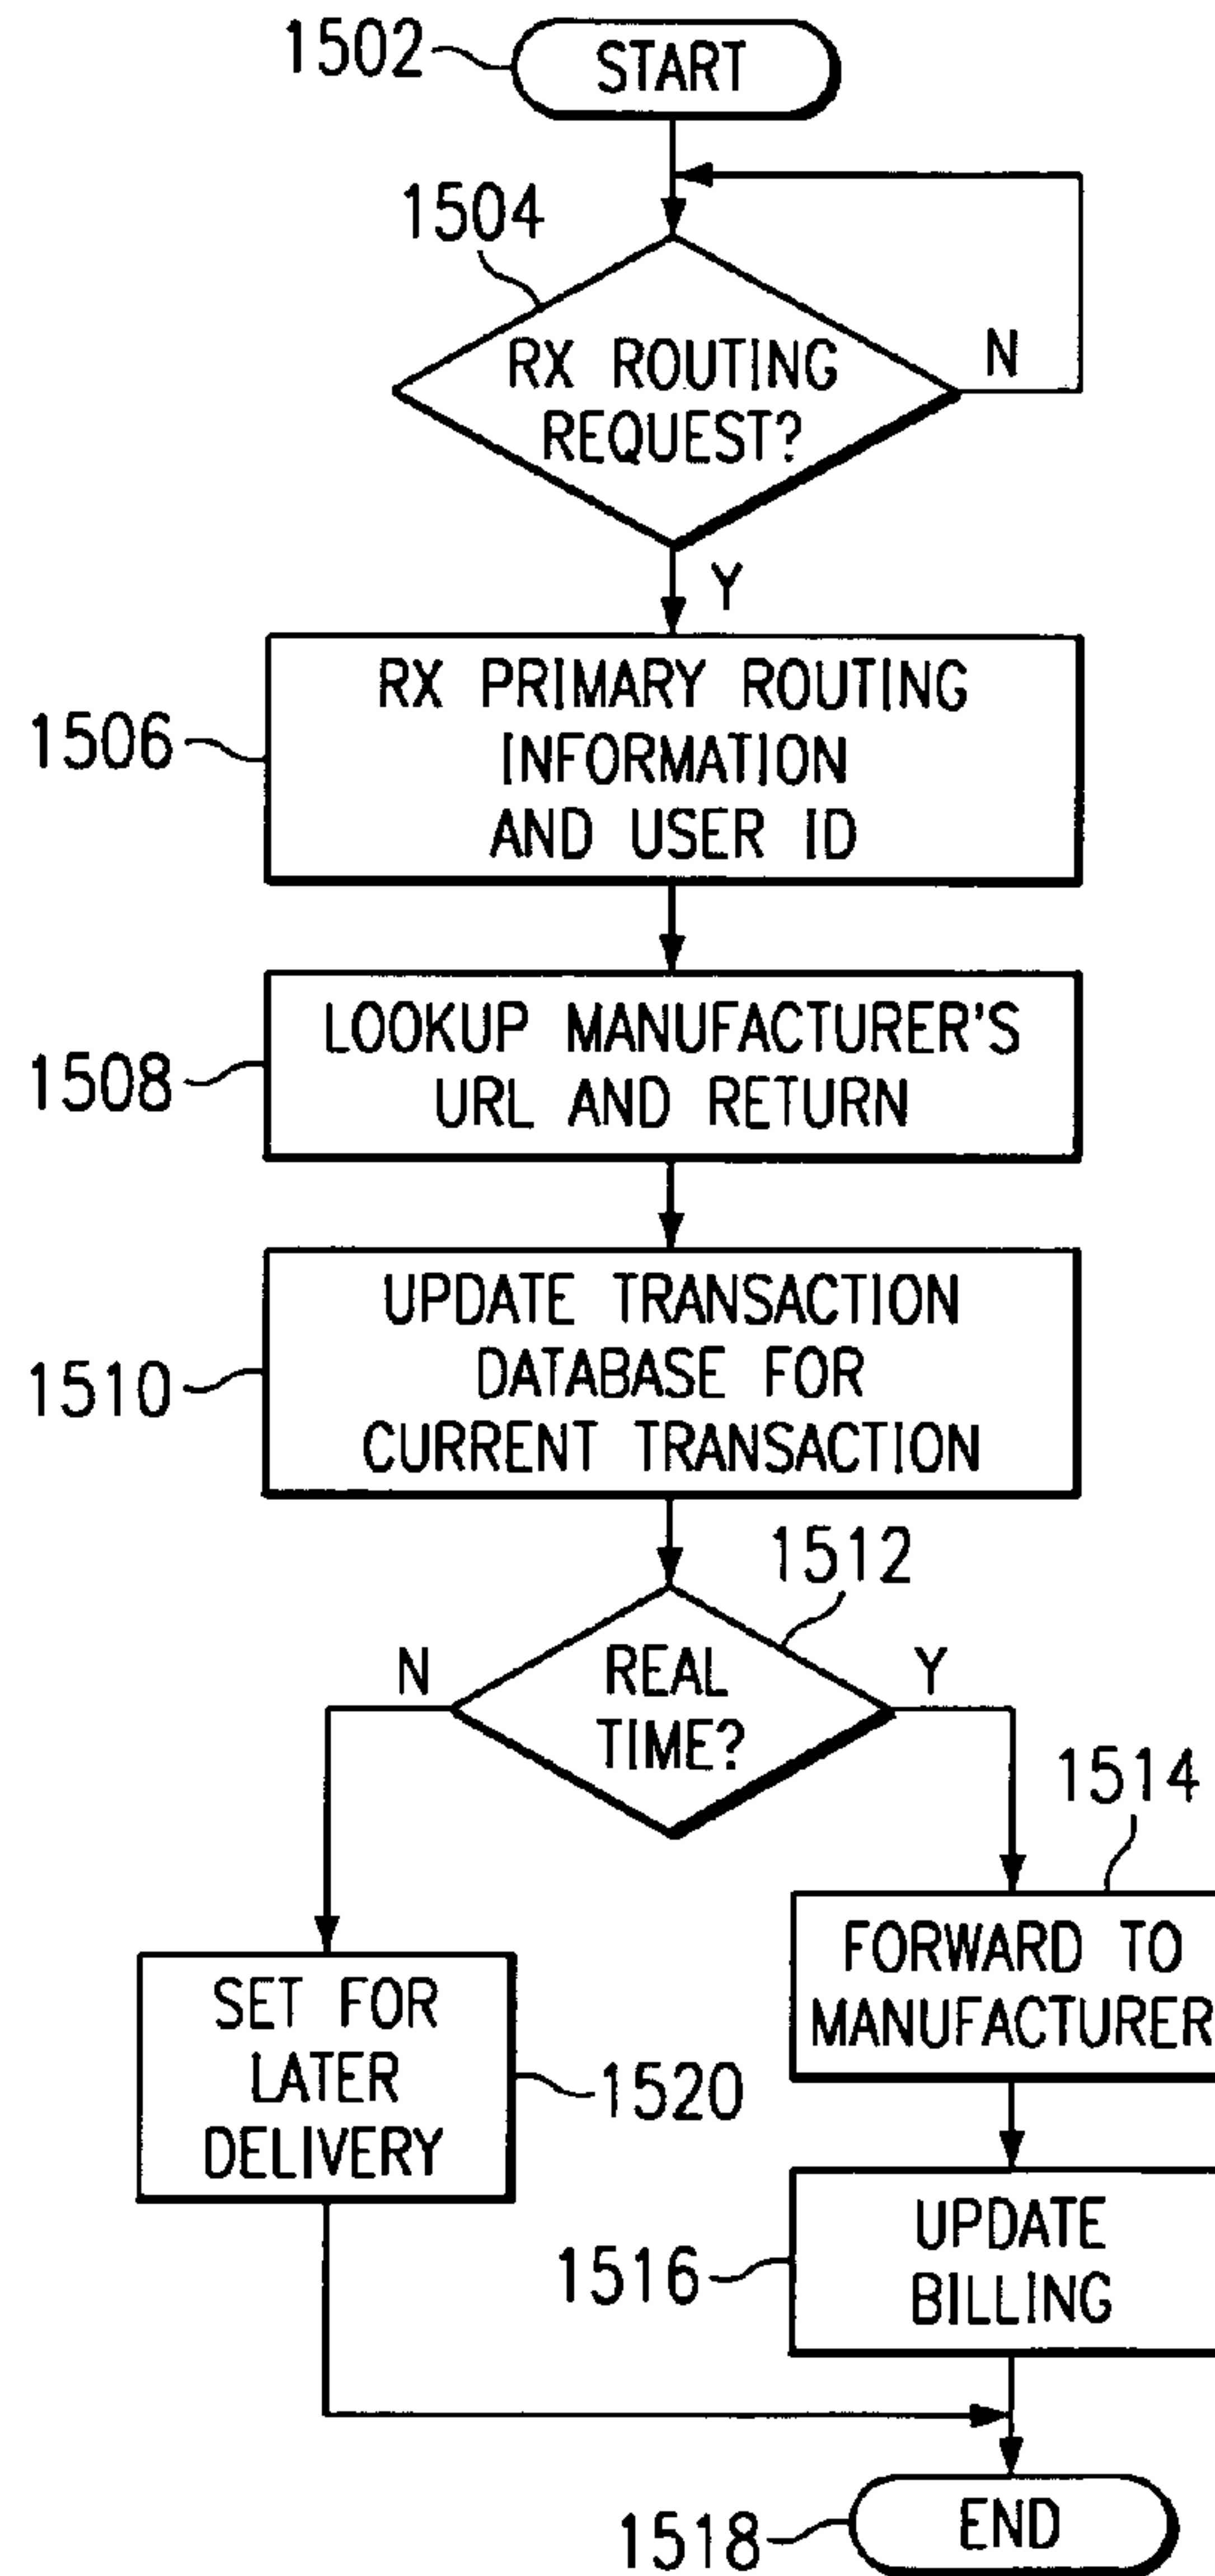 1502
START
1504
RX ROUTING
REQUEST?
N
Y
1506
RX PRIMARY ROUTING
INFORMATION
AND USER ID
1508
LOOKUP MANUFACTURER'S
URL AND RETURN
1510
UPDATE TRANSACTION
DATABASE FOR
CURRENT TRANSACTION
1512
N
REAL
TIME?
Y
1514
FORWARD TO
MANUFACTURER
SET FOR
LATER
DELIVERY
1520
1516
UPDATE
BILLING
1518
END